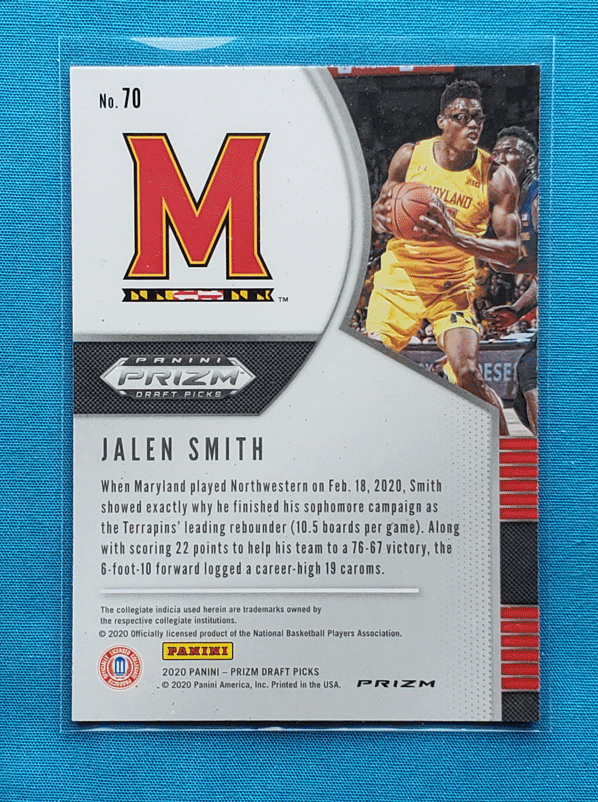 No. 70
M
™
MARYLAND
PANINI
PRIZM
DRAFT PICKS
JALEN SMITH
When Maryland played Northwestern on Feb. 18, 2020, Smith
showed exactly why he finished his sophomore campaign as
the Terrapins' leading rebounder (10.5 boards per game). Along
with scoring 22 points to help his team to a 76-67 victory, the
6-foot-10 forward logged a career-high 19 caroms.
The collegiate indicia used herein are trademarks owned by
the respective collegiate institutions.
© 2020 Officially licensed product of the National Basketball Players Association.
OFFICIALLY LICENSED COLLEGIATE PRODUCTS
PANINI
2020 PANINI – PRIZM DRAFT PICKS
© 2020 Panini America, Inc. Printed in the USA.
PRIZM